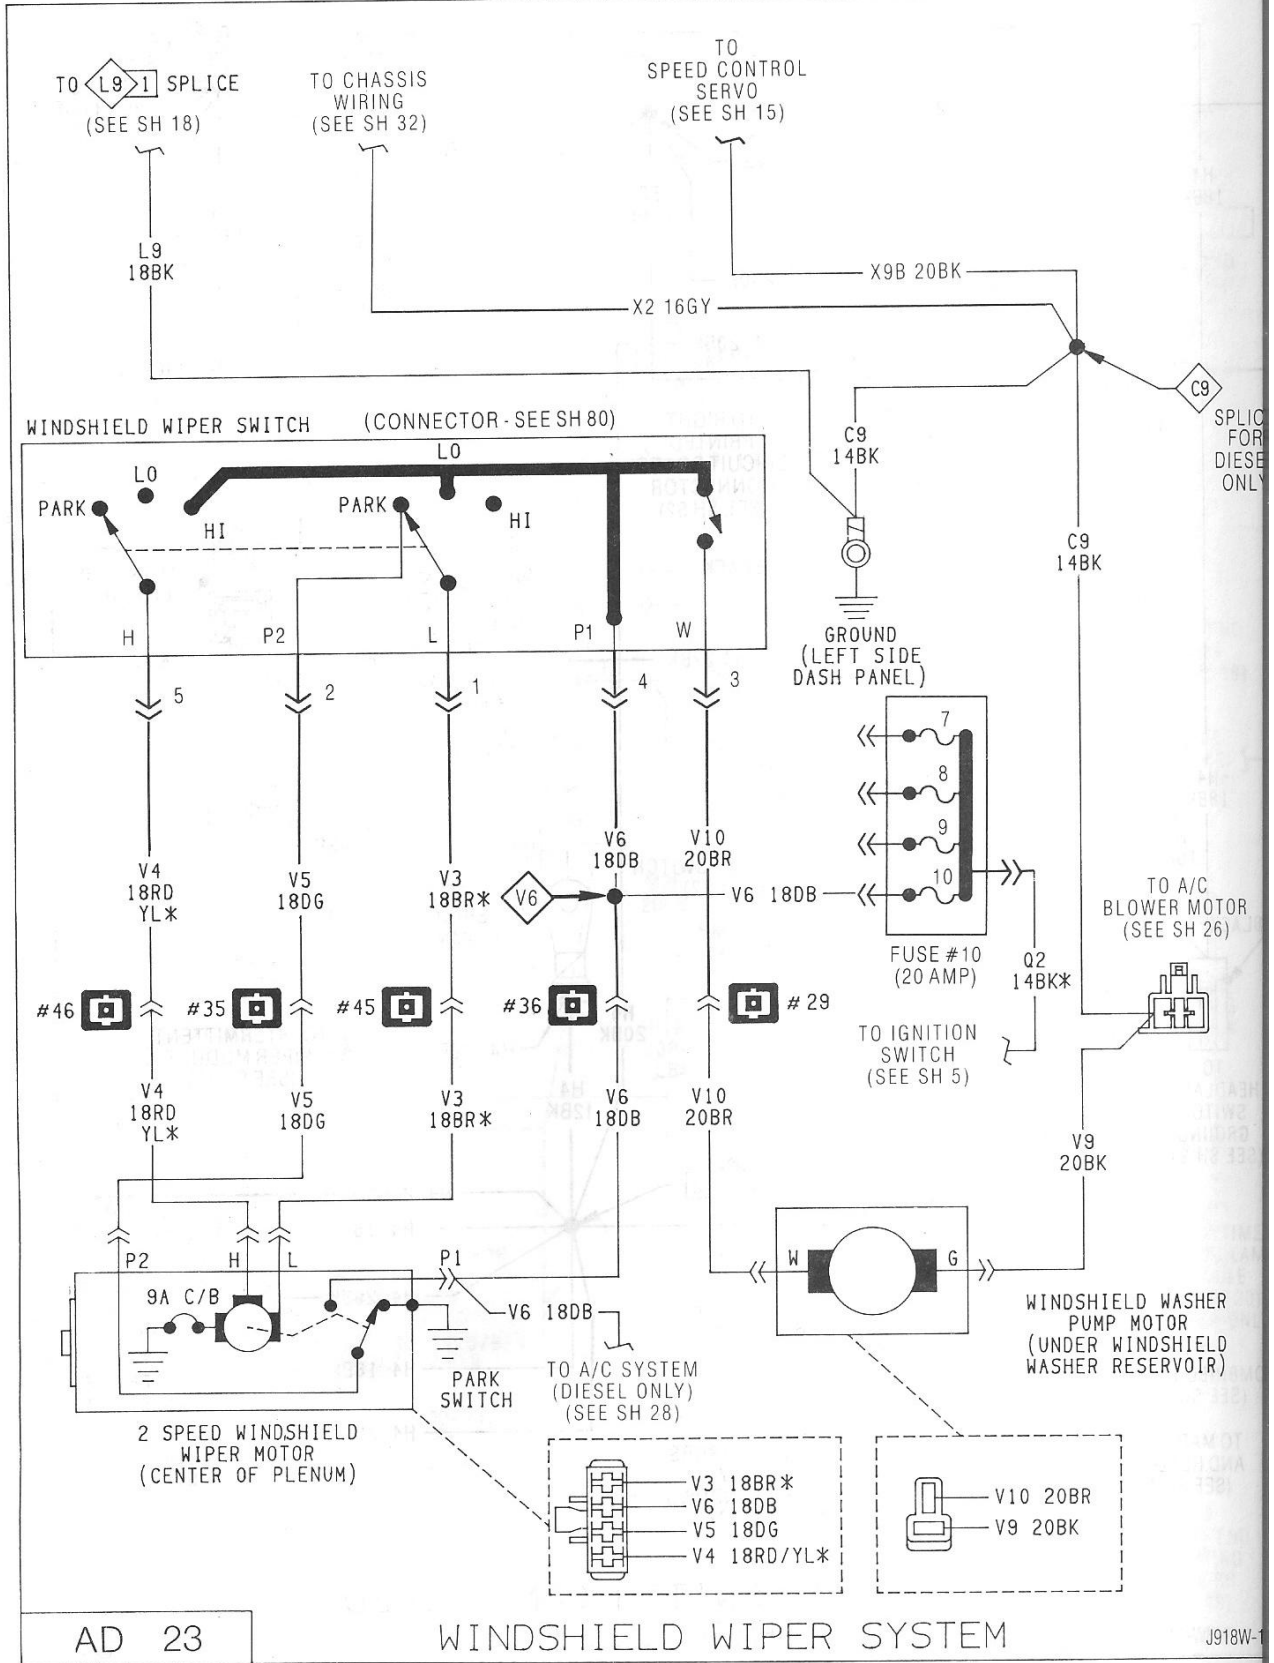 TO L9 1 SPLICE
(SEE SH 18)
TO CHASSIS
WIRING
(SEE SH 32)
TO
SPEED CONTROL
SERVO
(SEE SH 15)
L9
18BK
X9B 20BK
X2 16GY
C9
SPLIC
FOR
DIESE
ONLY
WINDSHIELD WIPER SWITCH
(CONNECTOR - SEE SH 80)
C9
14BK
LO
PARK
HI
LO
PARK
HI
C9
14BK
H
P2
L
P1
W
GROUND
(LEFT SIDE
DASH PANEL)
5
2
1
4
3
7
8
9
10
V4
18RD
YL*
V5
18DG
V3
18BR*
V6
18DB
V10
20BR
V6
V6 18DB
TO A/C
BLOWER MOTOR
(SEE SH 26)
FUSE #10
(20 AMP)
Q2
14BK*
#46
#35
#45
#36
#29
TO IGNITION
SWITCH
(SEE SH 5)
V4
18RD
YL*
V5
18DG
V3
18BR*
V6
18DB
V10
20BR
V9
20BK
P2
H
L
P1
W
G
9A C/B
V6 18DB
PARK
SWITCH
TO A/C SYSTEM
(DIESEL ONLY)
(SEE SH 28)
WINDSHIELD WASHER
PUMP MOTOR
(UNDER WINDSHIELD
WASHER RESERVOIR)
2 SPEED WINDSHIELD
WIPER MOTOR
(CENTER OF PLENUM)
V3 18BR*
V6 18DB
V5 18DG
V4 18RD/YL*
V10 20BR
V9 20BK
AD 23
WINDSHIELD WIPER SYSTEM
J918W-1